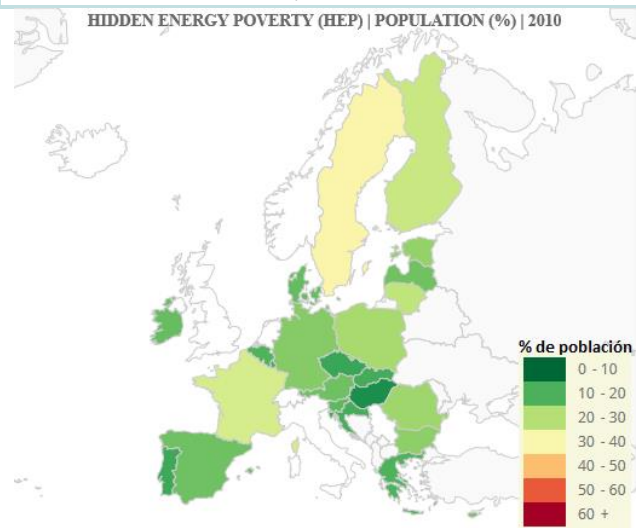 HIDDEN ENERGY POVERTY (HEP) | POPULATION (%) | 2010
% de población
0 - 10
10 - 20
20 - 30
30 - 40
40 - 50
50 - 60
60 +